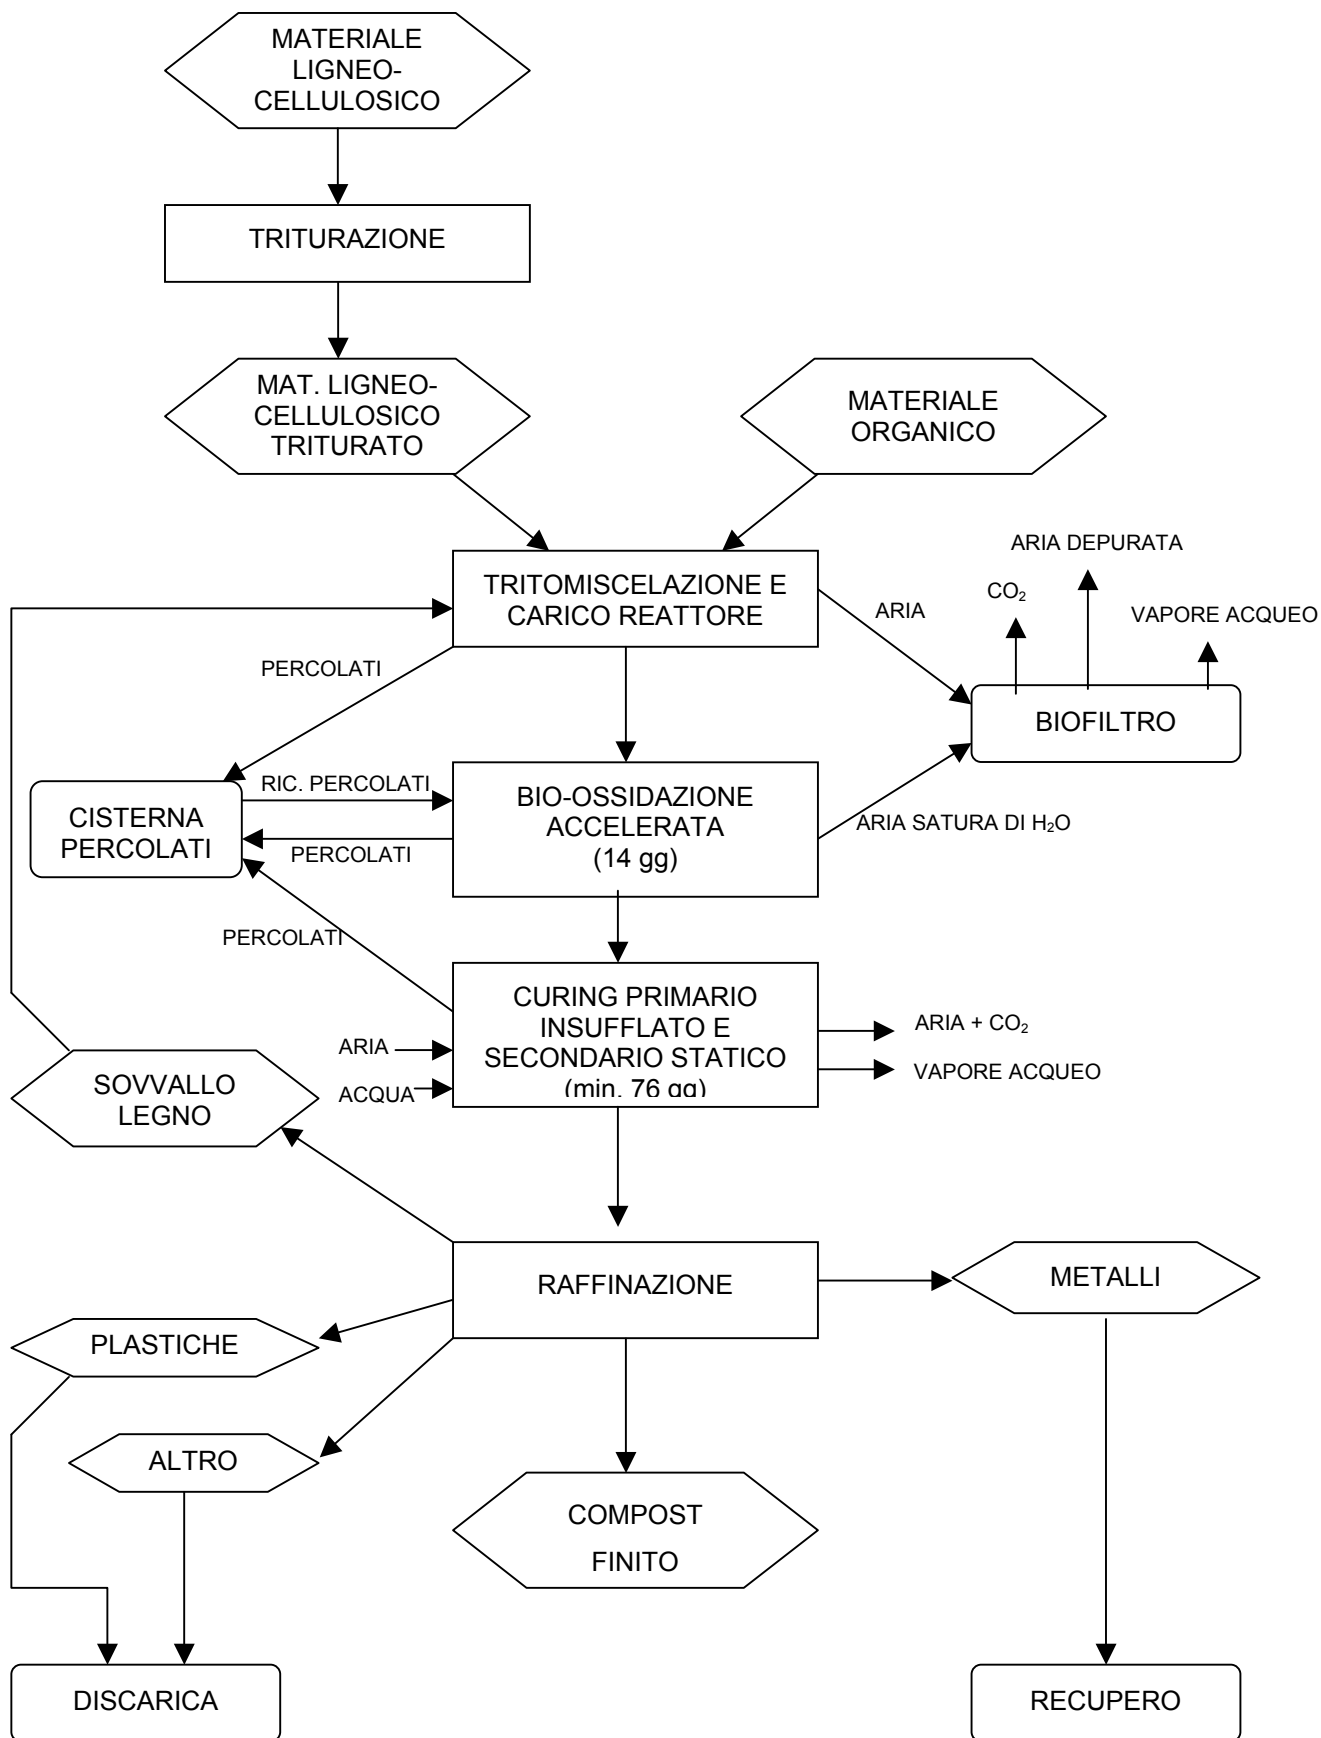 MATERIALE
LIGNEO-
CELLULOSICO
TRITURAZIONE
MAT. LIGNEO-
CELLULOSICO
TRITURATO
MATERIALE
ORGANICO
TRITOMISCELAZIONE E
CARICO REATTORE
ARIA
ARIA DEPURATA
CO₂
VAPORE ACQUEO
BIOFILTRO
PERCOLATI
RIC. PERCOLATI
CISTERNA
PERCOLATI
PERCOLATI
BIO-OSSIDAZIONE
ACCELERATA
(14 gg)
ARIA SATURA DI H₂O
PERCOLATI
CURING PRIMARIO
INSUFFLATO E
SECONDARIO STATICO
(min. 76 gg)
ARIA
ACQUA
ARIA + CO₂
VAPORE ACQUEO
SOVVALLO
LEGNO
RAFFINAZIONE
METALLI
PLASTICHE
ALTRO
COMPOST
FINITO
DISCARICA
RECUPERO